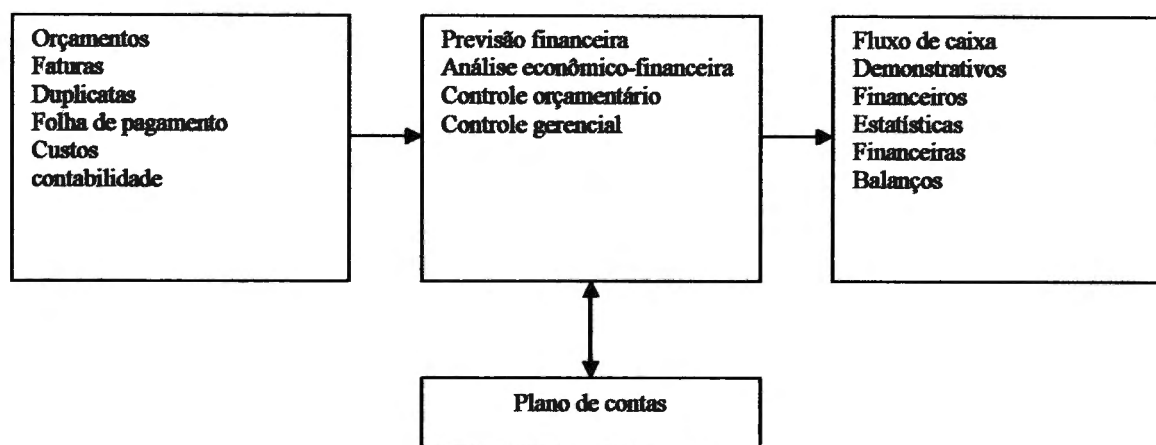 Orçamentos
Faturas
Duplicatas
Folha de pagamento
Custos
contabilidade
Previsão financeira
Análise econômico-financeira
Controle orçamentário
Controle gerencial
Fluxo de caixa
Demonstrativos
Financeiros
Estatísticas
Financeiras
Balanços
Plano de contas